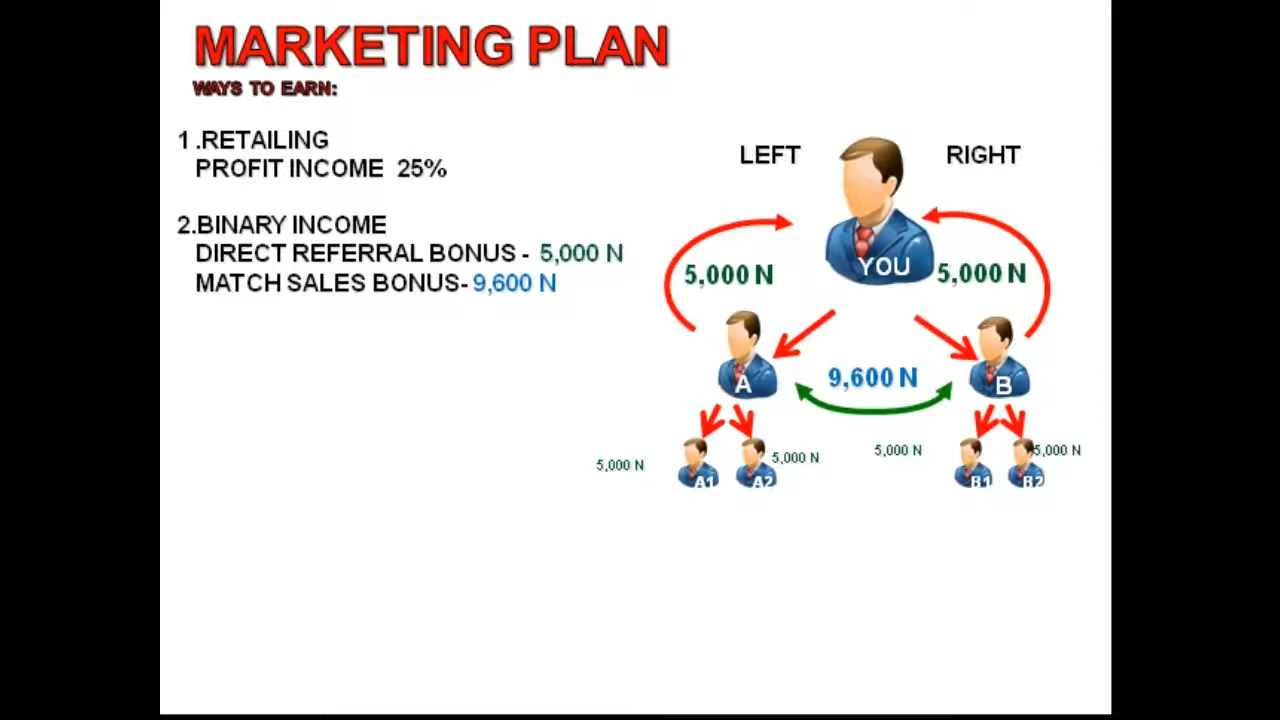 MARKETING PLAN
WAYS TO EARN:
1 .RETAILING
PROFIT INCOME 25%
2.BINARY INCOME
DIRECT REFERRAL BONUS - 5,000 N
MATCH SALES BONUS- 9,600 N
LEFT
RIGHT
YOU
5,000 N
5,000 N
A
9,600 N
B
5,000 N
A1
A2
5,000 N
5,000 N
B1
B2
5,000 N